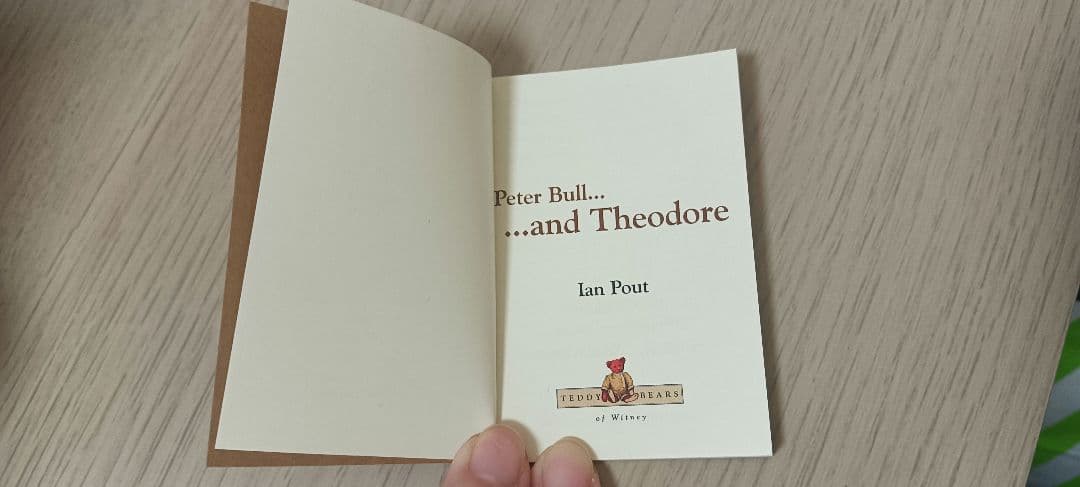 Peter Bull...
...and Theodore
Ian Pout
TEDDY BEARS
of Witney